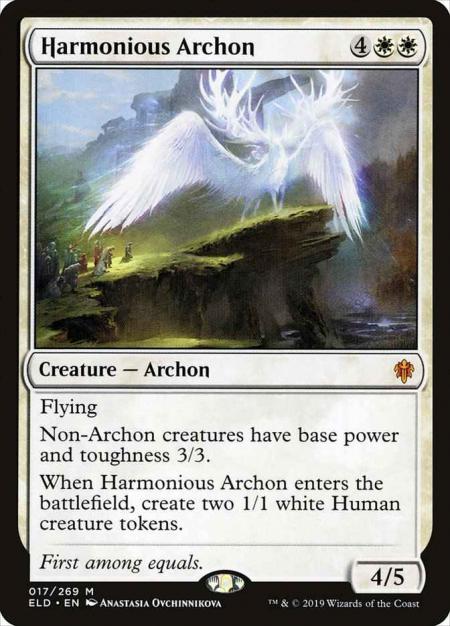 Harmonious Archon 4
Creature — Archon
Flying
Non-Archon creatures have base power
and toughness 3/3.
When Harmonious Archon enters the
battlefield, create two 1/1 white Human
creature tokens.
First among equals.
4/5
017/269 M
ELD • EN Anastasia Ovchinnikova
™ & © 2019 Wizards of the Coast